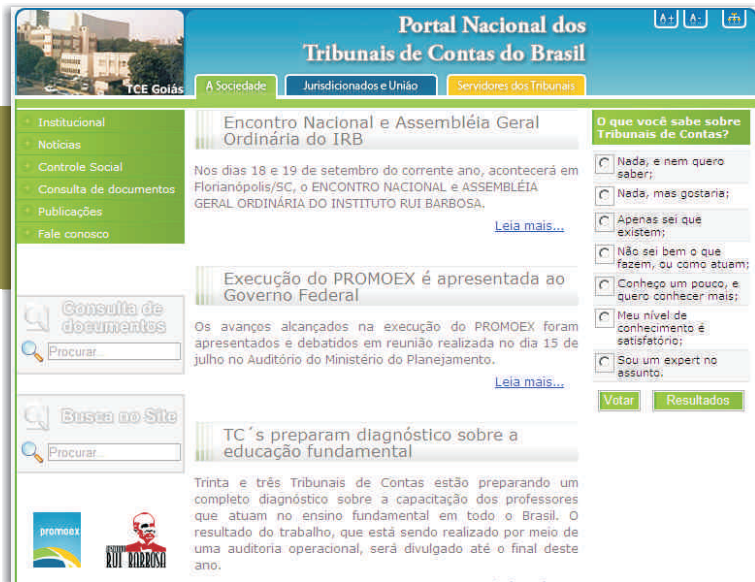 Portal Nacional dos
Tribunais de Contas do Brasil
A+ A-
TCE Goiás
A Sociedade
Jurisdicionados e União
Servidores dos Tribunais
Institucional
Notícias
Controle Social
Consulta de documentos
Publicações
Fale conosco
Consulta de
documentos
Procurar...
Busca no Site
Procurar...
promoex
INSTITUTO
RUI BARBOSA
Encontro Nacional e Assembléia Geral
Ordinária do IRB
Nos dias 18 e 19 de setembro do corrente ano, acontecerá em
Florianópolis/SC, o ENCONTRO NACIONAL e ASSEMBLÉIA
GERAL ORDINÁRIA DO INSTITUTO RUI BARBOSA.
Leia mais...
Execução do PROMOEX é apresentada ao
Governo Federal
Os avanços alcançados na execução do PROMOEX foram
apresentados e debatidos em reunião realizada no dia 15 de
julho no Auditório do Ministério do Planejamento.
Leia mais...
TC´s preparam diagnóstico sobre a
educação fundamental
Trinta e três Tribunais de Contas estão preparando um
completo diagnóstico sobre a capacitação dos professores
que atuam no ensino fundamental em todo o Brasil. O
resultado do trabalho, que está sendo realizado por meio de
uma auditoria operacional, será divulgado até o final deste
ano.
O que você sabe sobre
Tribunais de Contas?
Nada, e nem quero
saber;
Nada, mas gostaria;
Apenas sei que
existem;
Não sei bem o que
fazem, ou como atuam;
Conheço um pouco, e
quero conhecer mais;
Meu nível de
conhecimento é
satisfatório;
Sou um expert no
assunto.
Votar
Resultados